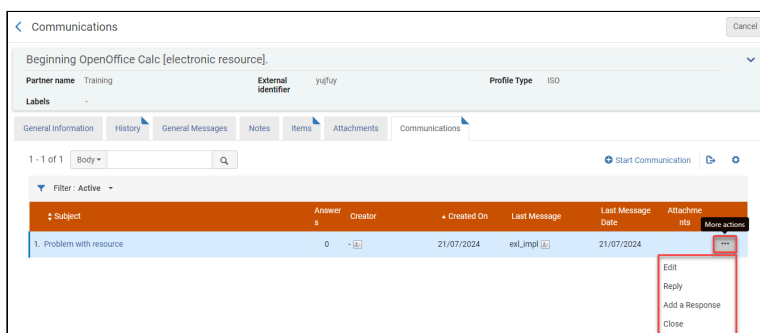 Communications
Cancel
Beginning OpenOffice Calc [electronic resource].
Partner name Training External identifier yujfuy Profile Type ISO
Labels -
General Information History General Messages Notes Items Attachments Communications
1 - 1 of 1 Body Start Communication
Filter : Active
Subject Answer s Creator Created On Last Message Last Message Date Attachme nts
More actions
1. Problem with resource 0 - 21/07/2024 exl_impl 21/07/2024
Edit
Reply
Add a Response
Close